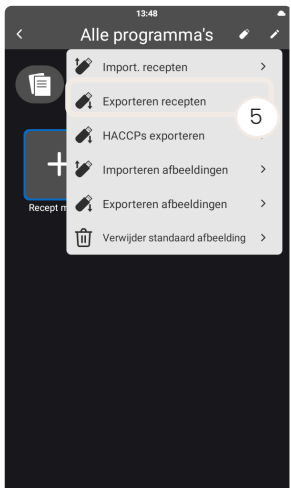 13:48
Alle programma's
Import. recepten
Exporteren recepten
5
HACCPs exporteren
Importeren afbeeldingen
Exporteren afbeeldingen
Verwijder standaard afbeelding
Recept m